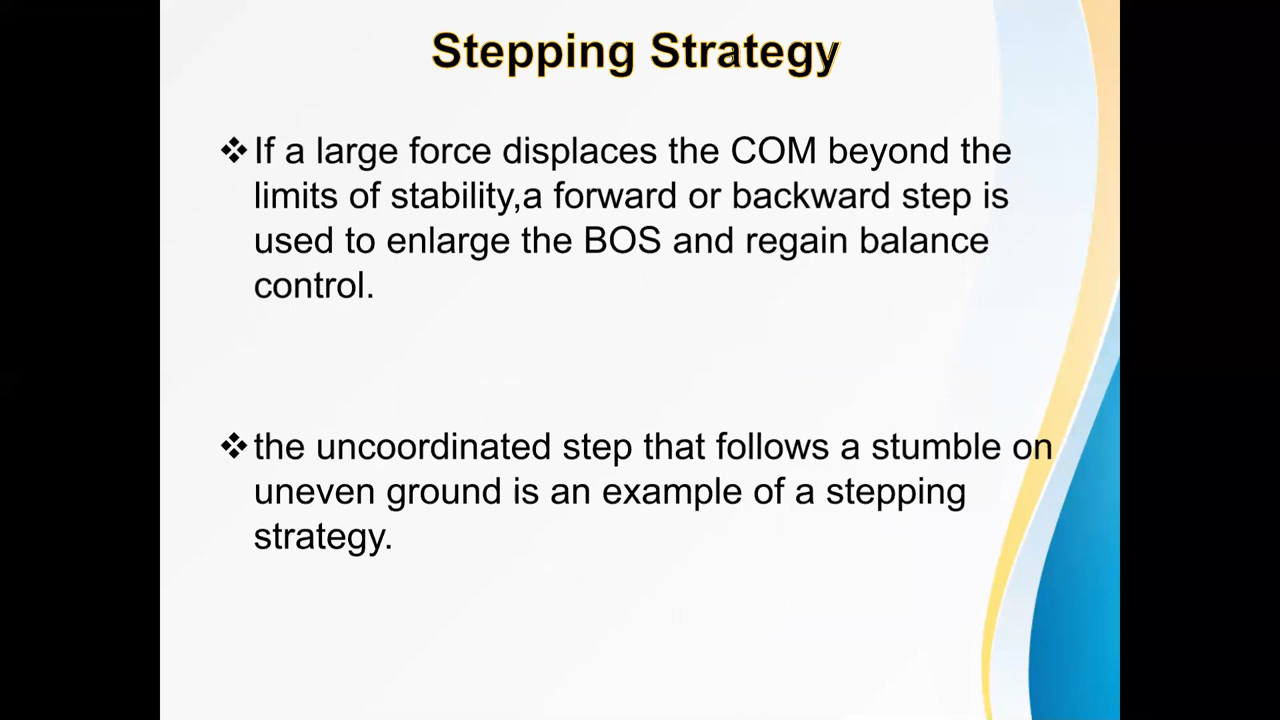 Stepping Strategy
❖If a large force displaces the COM beyond the
limits of stability,a forward or backward step is
used to enlarge the BOS and regain balance
control.
❖the uncoordinated step that follows a stumble on
uneven ground is an example of a stepping
strategy.